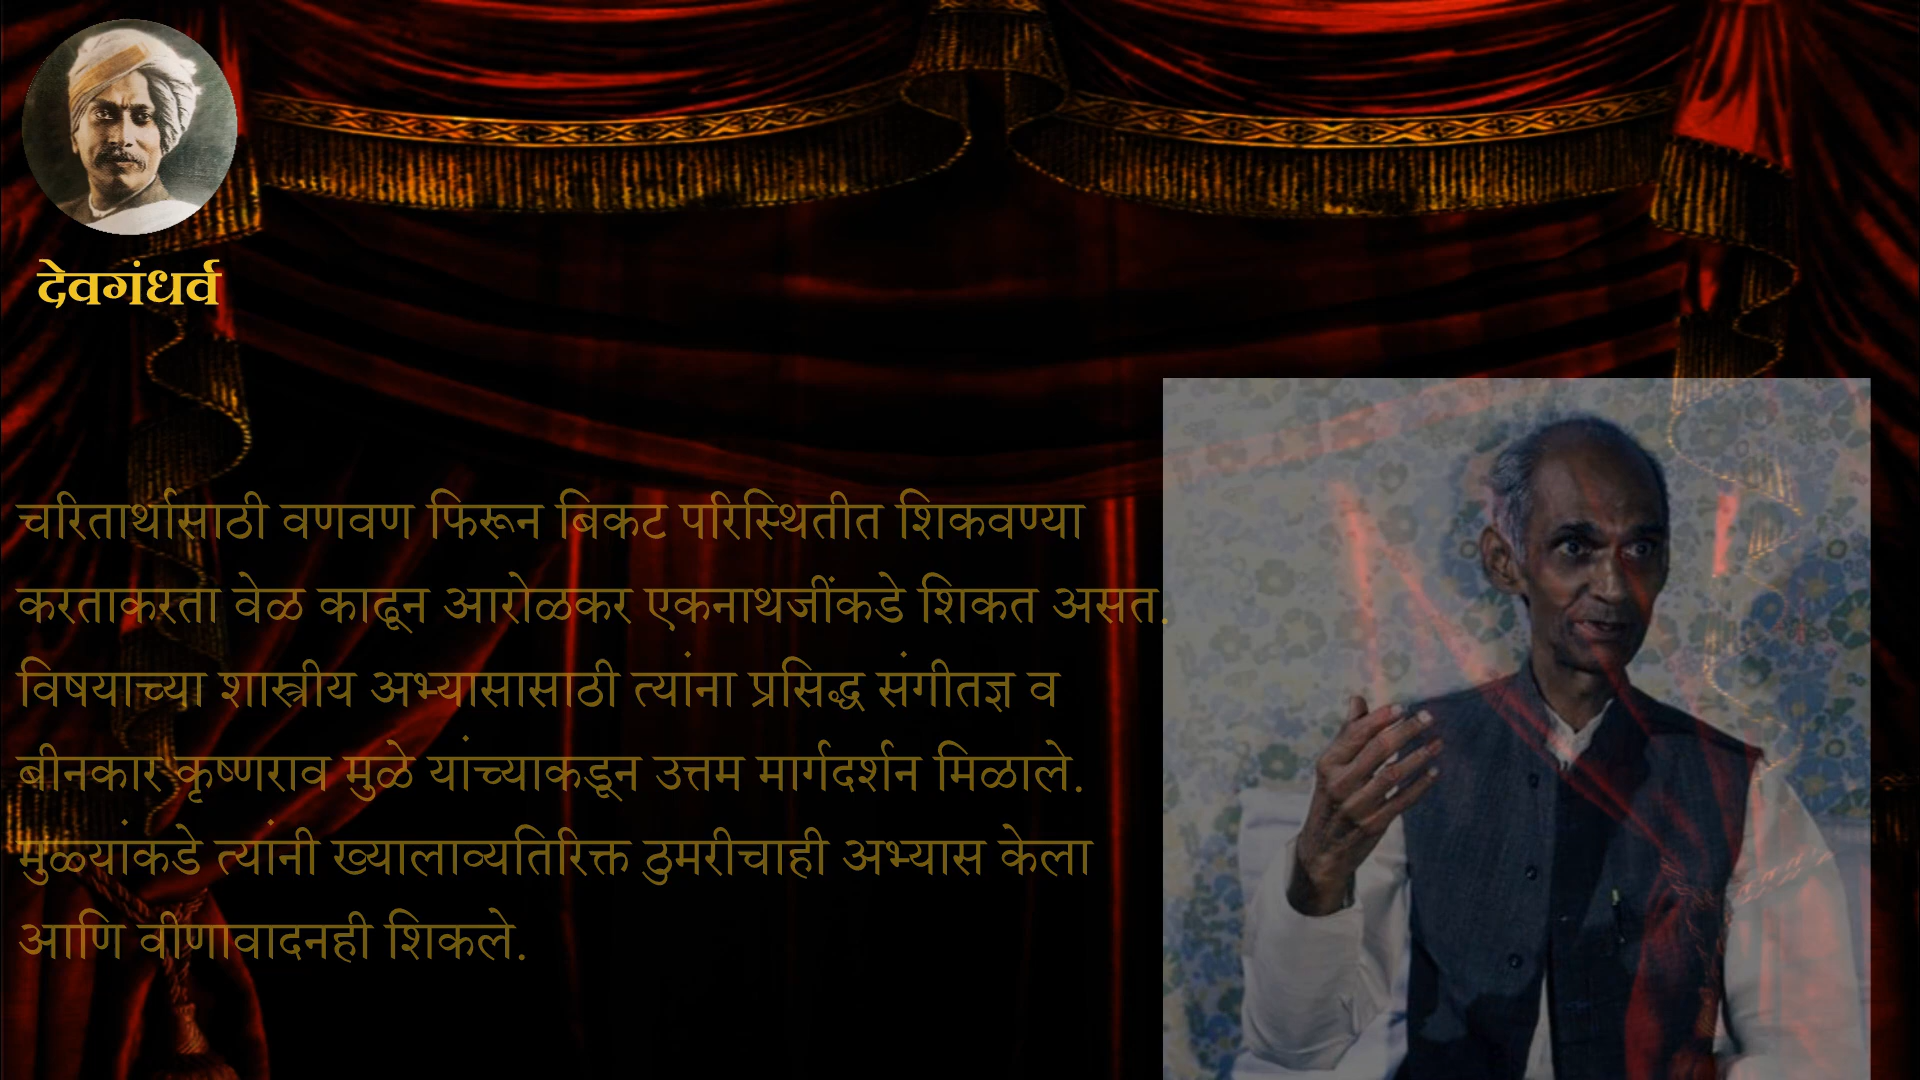 देवगंधर्व
चरितार्थासाठी वणवण फिरून बिकट परिस्थितीत शिकवण्या
करताकरता वेळ काढून आरोळकर एकनाथजींकडे शिकत असत.
विषयाच्या शास्त्रीय अभ्यासासाठी त्यांना प्रसिद्ध संगीतज्ञ व
बीनकार कृष्णराव मुळे यांच्याकडून उत्तम मार्गदर्शन मिळाले.
मुळ्यांकडे त्यांनी ख्यालाव्यतिरिक्त ठुमरीचाही अभ्यास केला
आणि वीणावादनही शिकले.